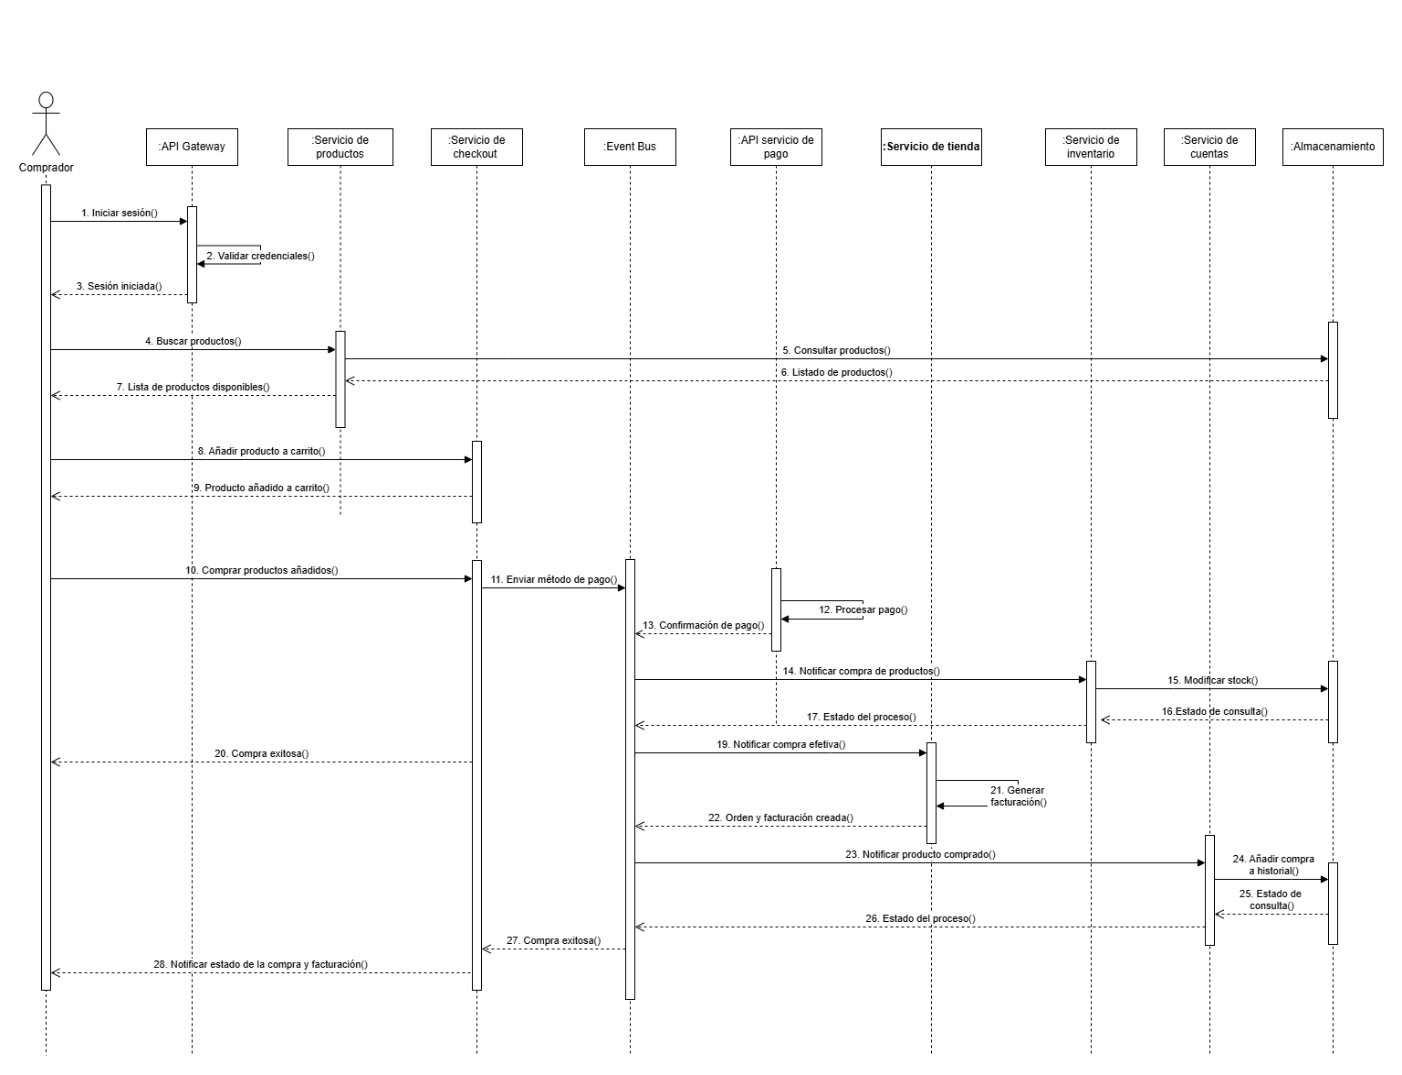 Comprador
:API Gateway
:Servicio de
productos
:Servicio de
checkout
:Event Bus
:API servicio de
pago
:Servicio de tienda
:Servicio de
inventario
:Servicio de
cuentas
:Almacenamiento
1. Iniciar sesión()
2. Validar credenciales()
3. Sesión iniciada()
4. Buscar productos()
5. Consultar productos()
6. Listado de productos()
7. Lista de productos disponibles()
8. Añadir producto a carrito()
9. Producto añadido a carrito()
10. Comprar productos añadidos()
11. Enviar método de pago()
12. Procesar pago()
13. Confirmación de pago()
14. Notificar compra de productos()
15. Modificar stock()
16.Estado de consulta()
17. Estado del proceso()
19. Notificar compra efetiva()
20. Compra exitosa()
21. Generar
facturación()
22. Orden y facturación creada()
23. Notificar producto comprado()
24. Añadir compra
a historial()
25. Estado de
consulta()
26. Estado del proceso()
27. Compra exitosa()
28. Notificar estado de la compra y facturación()